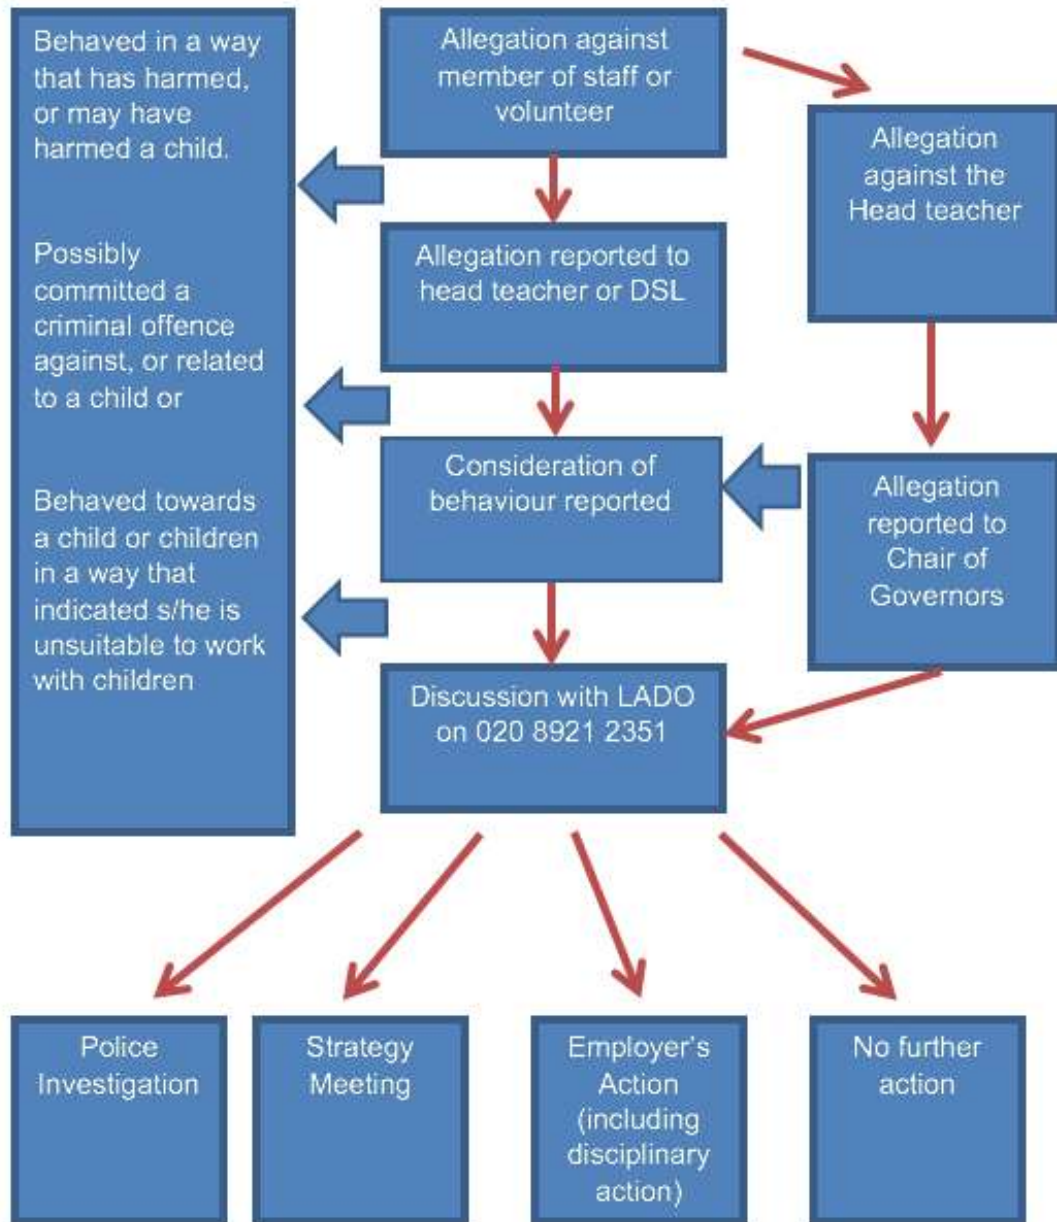 Behaved in a way
that has harmed,
or may have
harmed a child.
Possibly
committed a
criminal offence
against, or related
to a child or
Behaved towards
a child or children
in a way that
indicated s/he is
unsuitable to work
with children
Allegation against
member of staff or
volunteer
Allegation
against the
Head teacher
Allegation reported to
head teacher or DSL
Consideration of
behaviour reported
Allegation
reported to
Chair of
Governors
Discussion with LADO
on 020 8921 2351
Police
Investigation
Strategy
Meeting
Employer's
Action
(including
disciplinary
action)
No further
action